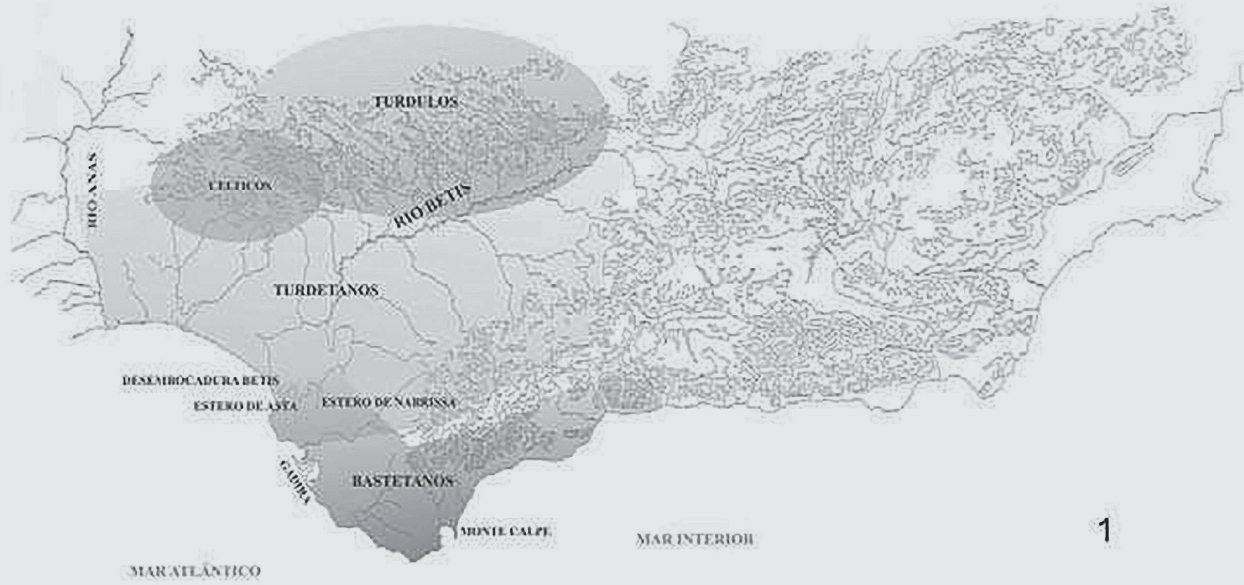 TURDULOS
RIO ANAS
CELTICOS
RIO BETIS
TURDETANOS
DESEMBOCADURA BETIS
ESTERO DE ASTA
ESTERO DE NABRISSA
GADIRA
BASTETANOS
MONTE CALPE
MAR INTERIOR
1
MAR ATLÁNTICO